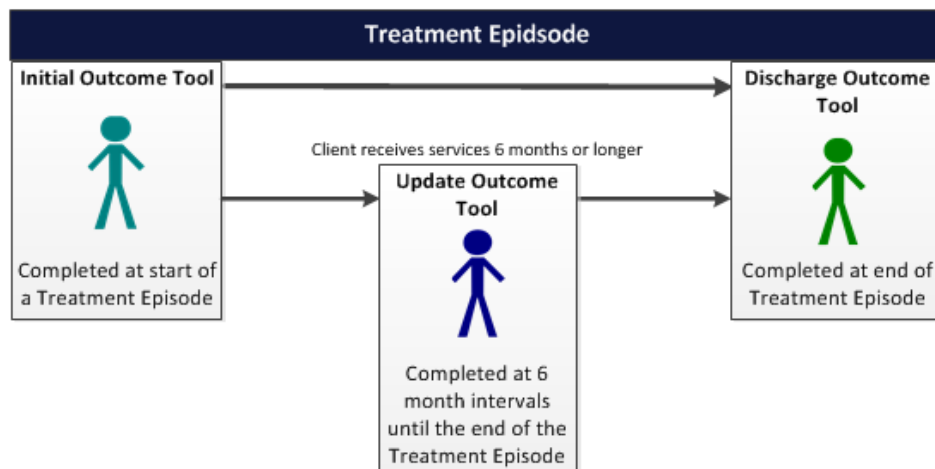 Treatment Epidsode
Initial Outcome Tool
Completed at start of
a Treatment Episode
Client receives services 6 months or longer
Update Outcome
Tool
Completed at 6
month intervals
until the end of the
Treatment Episode
Discharge Outcome
Tool
Completed at end of
Treatment Episode